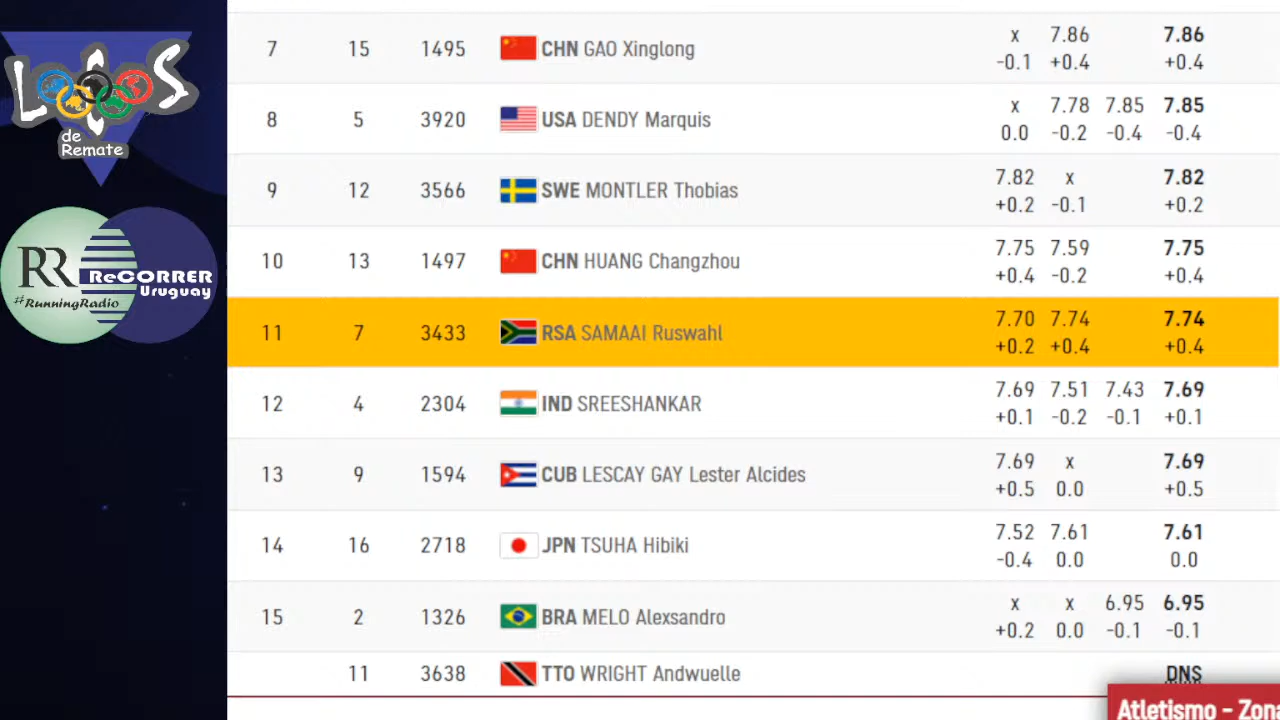 LOCOS
de
Remate
RR
#RunningRadio
ReCORRER
Uruguay
7 15 1495 CHN GAO Xinglong x 7.86 7.86
-0.1 +0.4 +0.4
8 5 3920 USA DENDY Marquis x 7.78 7.85 7.85
0.0 -0.2 -0.4 -0.4
9 12 3566 SWE MONTLER Thobias 7.82 x 7.82
+0.2 -0.1 +0.2
10 13 1497 CHN HUANG Changzhou 7.75 7.59 7.75
+0.4 -0.2 +0.4
11 7 3433 RSA SAMAAI Ruswahl 7.70 7.74 7.74
+0.2 +0.4 +0.4
12 4 2304 IND SREESHANKAR 7.69 7.51 7.43 7.69
+0.1 -0.2 -0.1 +0.1
13 9 1594 CUB LESCAY GAY Lester Alcides 7.69 x 7.69
+0.5 0.0 +0.5
14 16 2718 JPN TSUHA Hibiki 7.52 7.61 7.61
-0.4 0.0 0.0
15 2 1326 BRA MELO Alexsandro x x 6.95 6.95
+0.2 0.0 -0.1 -0.1
11 3638 TTO WRIGHT Andwuelle DNS
Atletismo - Zona